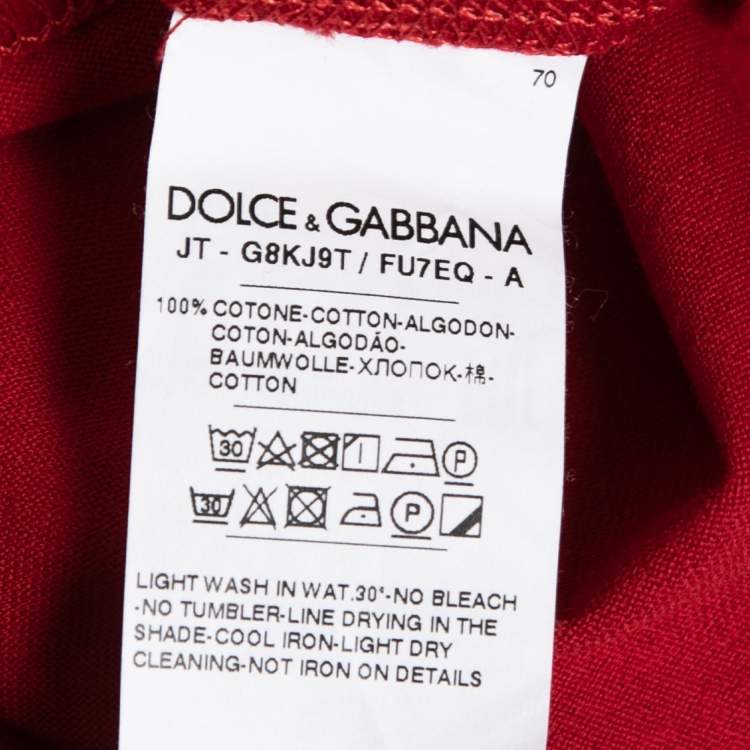 70
DOLCE & GABBANA
JT - G8KJ9T / FU7EQ - A
100% COTONE-COTTON-ALGODON-
COTON-ALGODÃO-
BAUMWOLLE-ХЛОПОК-棉-
COTTON
30 P
30 P
LIGHT WASH IN WAT.30°-NO BLEACH
-NO TUMBLER-LINE DRYING IN THE
SHADE-COOL IRON-LIGHT DRY
CLEANING-NOT IRON ON DETAILS